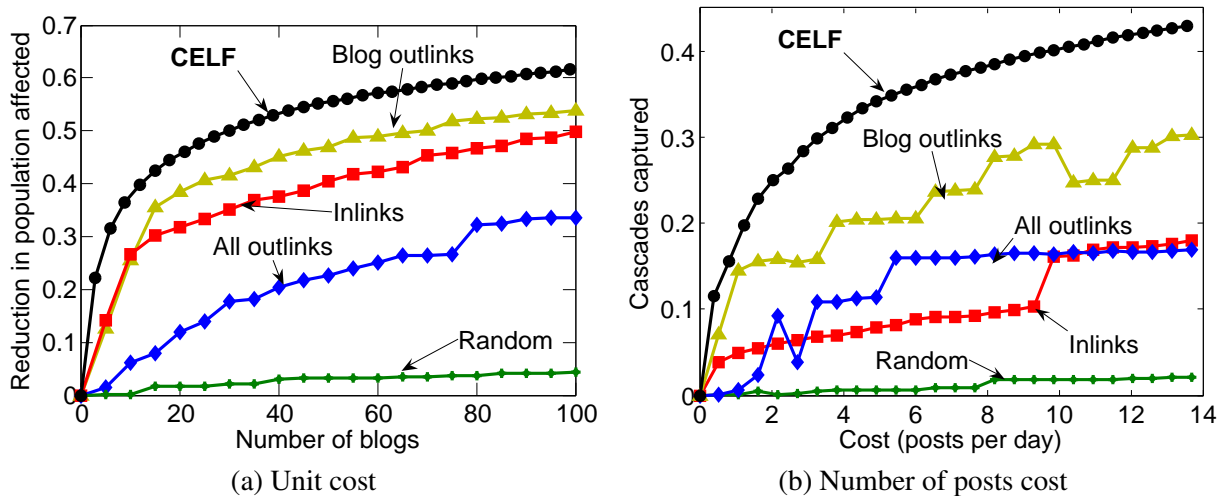 0.7
0.6
0.5
0.4
0.3
0.2
0.1
0
Reduction in population affected
CELF
Blog outlinks
Inlinks
All outlinks
Random
0 20 40 60 80 100
Number of blogs
(a) Unit cost
0.4
0.3
0.2
0.1
0
Cascades captured
CELF
Blog outlinks
All outlinks
Inlinks
Random
0 2 4 6 8 10 12 14
Cost (posts per day)
(b) Number of posts cost